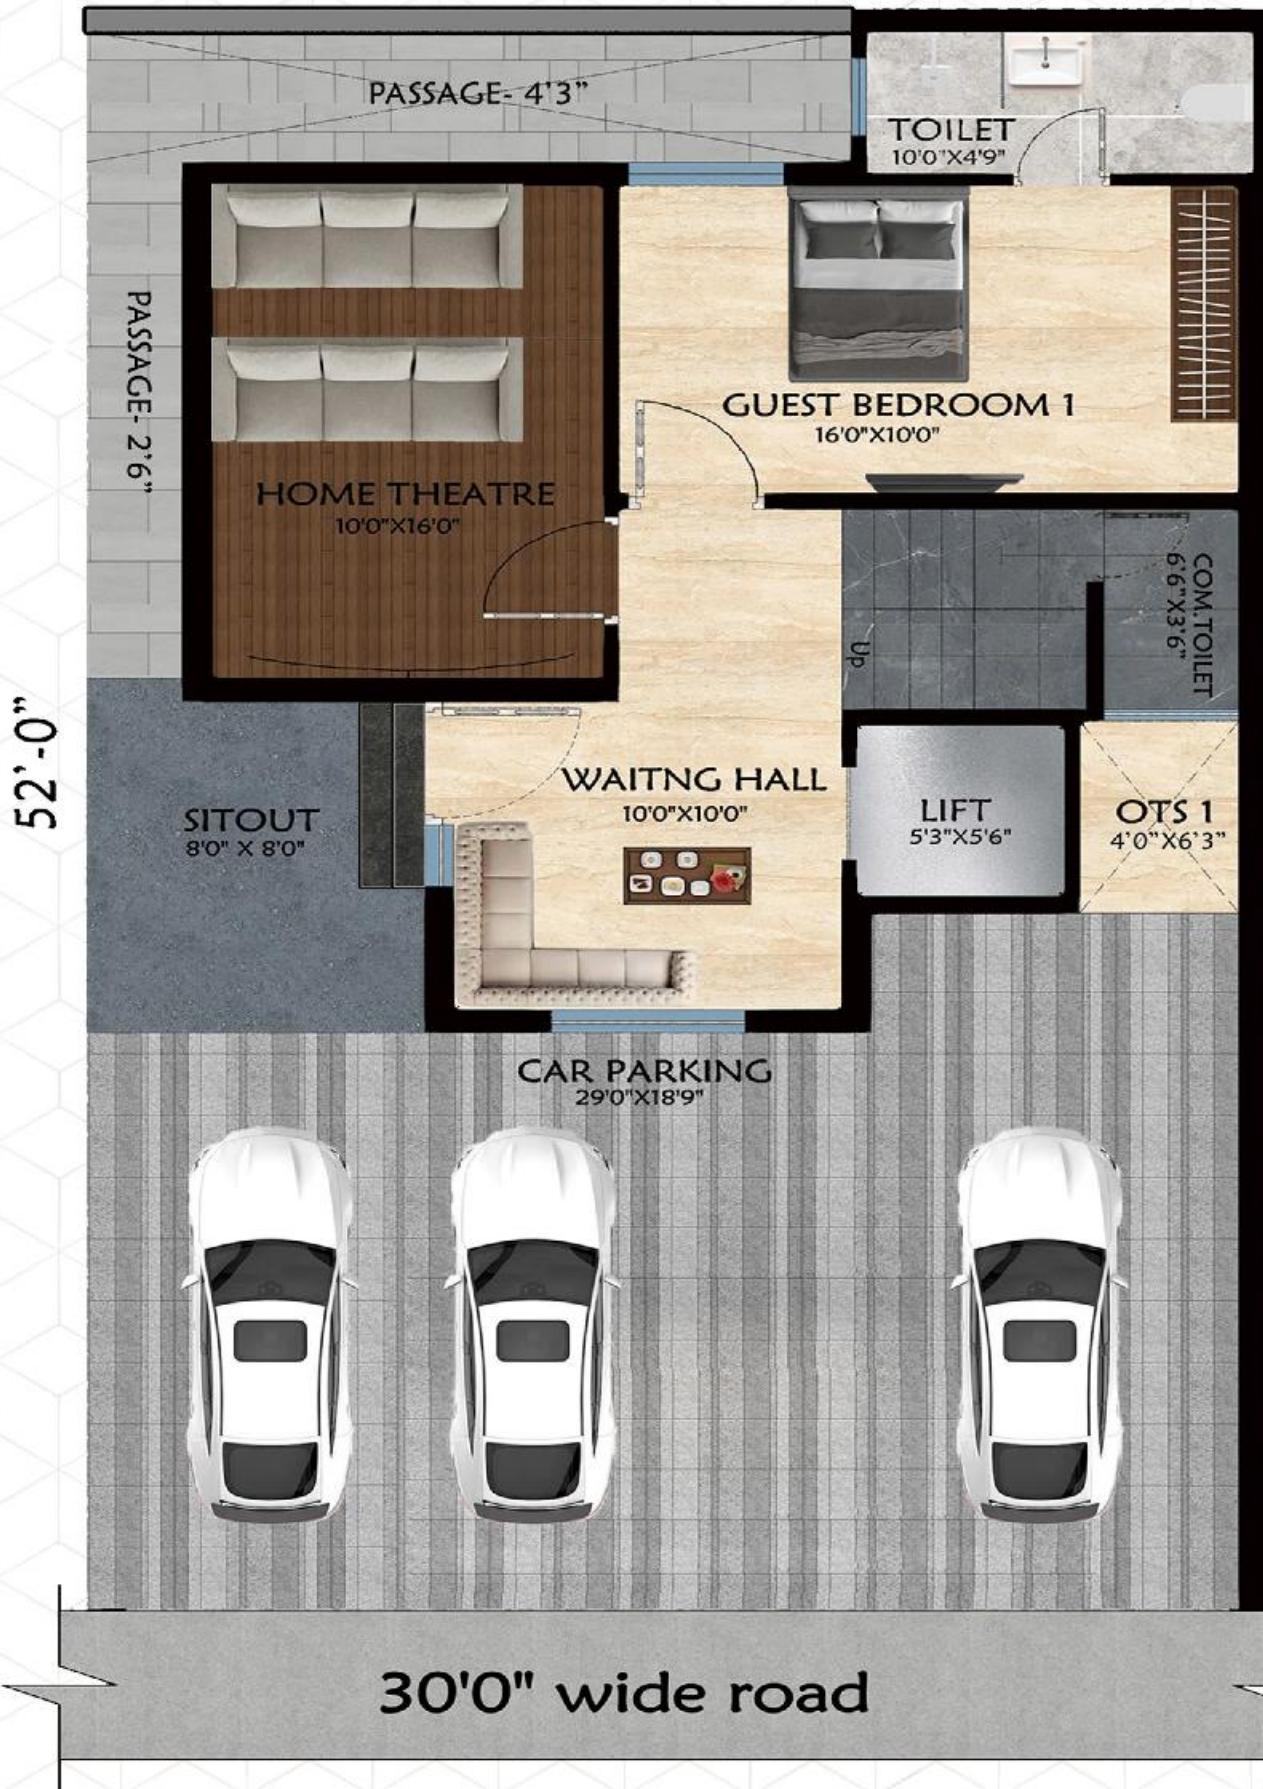 PASSAGE- 4'3"
TOILET
10'0"X4'9"
PASSAGE- 2'6"
GUEST BEDROOM 1
16'0"X10'0"
HOME THEATRE
10'0"X16'0"
COM.TOILET
6'6"X3'6"
Up
52'-0"
WAITNG HALL
10'0"X10'0"
SITOUT
8'0" X 8'0"
LIFT
5'3"X5'6"
OTS 1
4'0"X6'3"
CAR PARKING
29'0"X18'9"
30'0" wide road